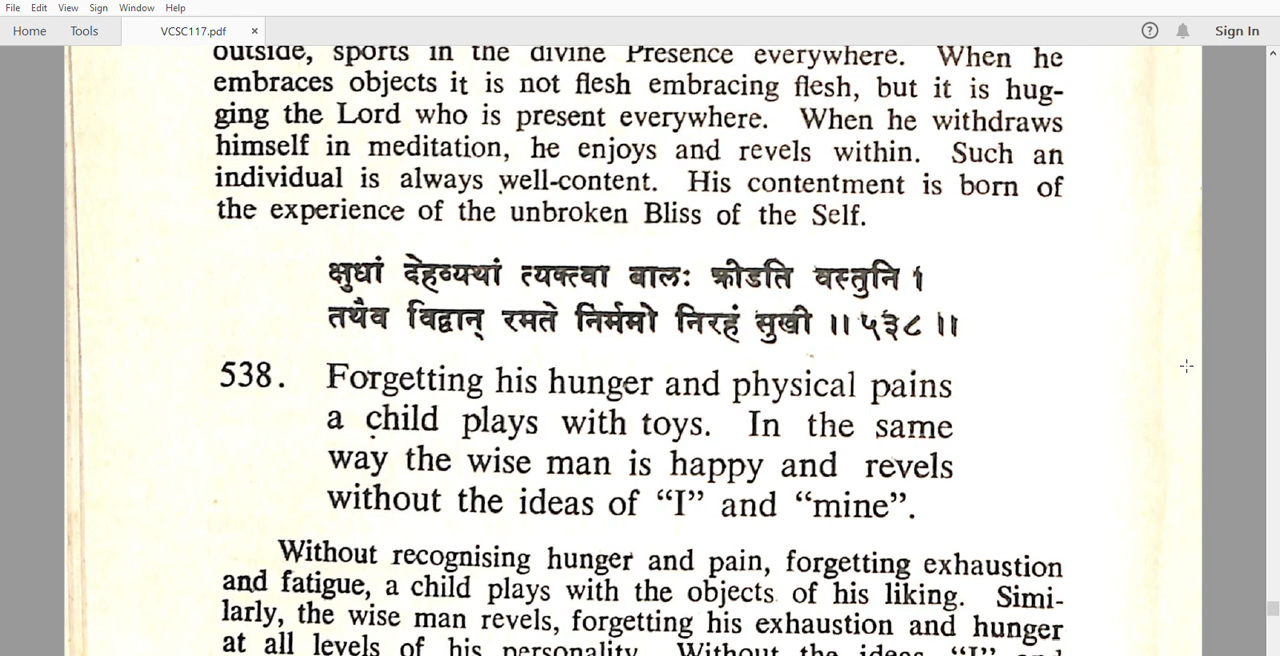 File Edit View Sign Window Help
Home Tools VCSC117.pdf × ? Sign In
outside, sports in the divine Presence everywhere. When he
embraces objects it is not flesh embracing flesh, but it is hug-
ging the Lord who is present everywhere. When he withdraws
himself in meditation, he enjoys and revels within. Such an
individual is always well-content. His contentment is born of
the experience of the unbroken Bliss of the Self.
क्षुधां देहव्यथां त्यक्त्वा बालः क्रीडति वस्तुनि ।
तथैव विद्वान् रमते निर्ममो निरहं सुखी ॥ ५३८ ॥
538. Forgetting his hunger and physical pains
a child plays with toys. In the same
way the wise man is happy and revels
without the ideas of “I” and “mine”.
Without recognising hunger and pain, forgetting exhaustion
and fatigue, a child plays with the objects of his liking. Simi-
larly, the wise man revels, forgetting his exhaustion and hunger
at all levels of his personality. Without the ideas “I” and